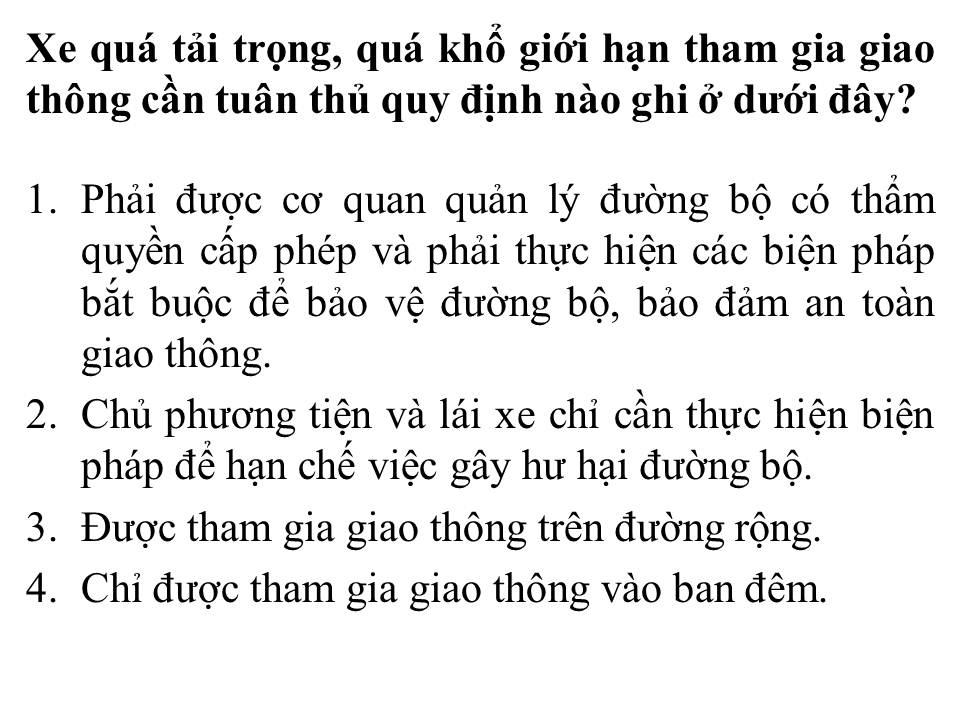 Xe quá tải trọng, quá khổ giới hạn tham gia giao
thông cần tuân thủ quy định nào ghi ở dưới đây?
1. Phải được cơ quan quản lý đường bộ có thẩm
quyền cấp phép và phải thực hiện các biện pháp
bắt buộc để bảo vệ đường bộ, bảo đảm an toàn
giao thông.
2. Chủ phương tiện và lái xe chỉ cần thực hiện biện
pháp để hạn chế việc gây hư hại đường bộ.
3. Được tham gia giao thông trên đường rộng.
4. Chỉ được tham gia giao thông vào ban đêm.